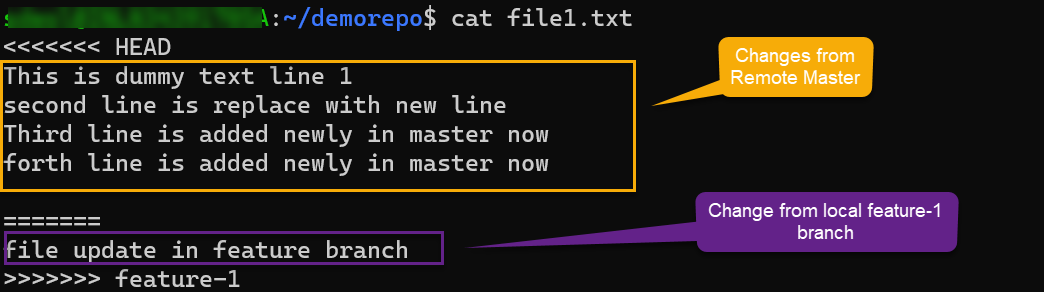 :~/demorepo$ cat file1.txt
<<<<<<< HEAD
This is dummy text line 1
second line is replace with new line
Third line is added newly in master now
forth line is added newly in master now
Changes from
Remote Master
=======
file update in feature branch
>>>>>>> feature-1
Change from local feature-1
branch